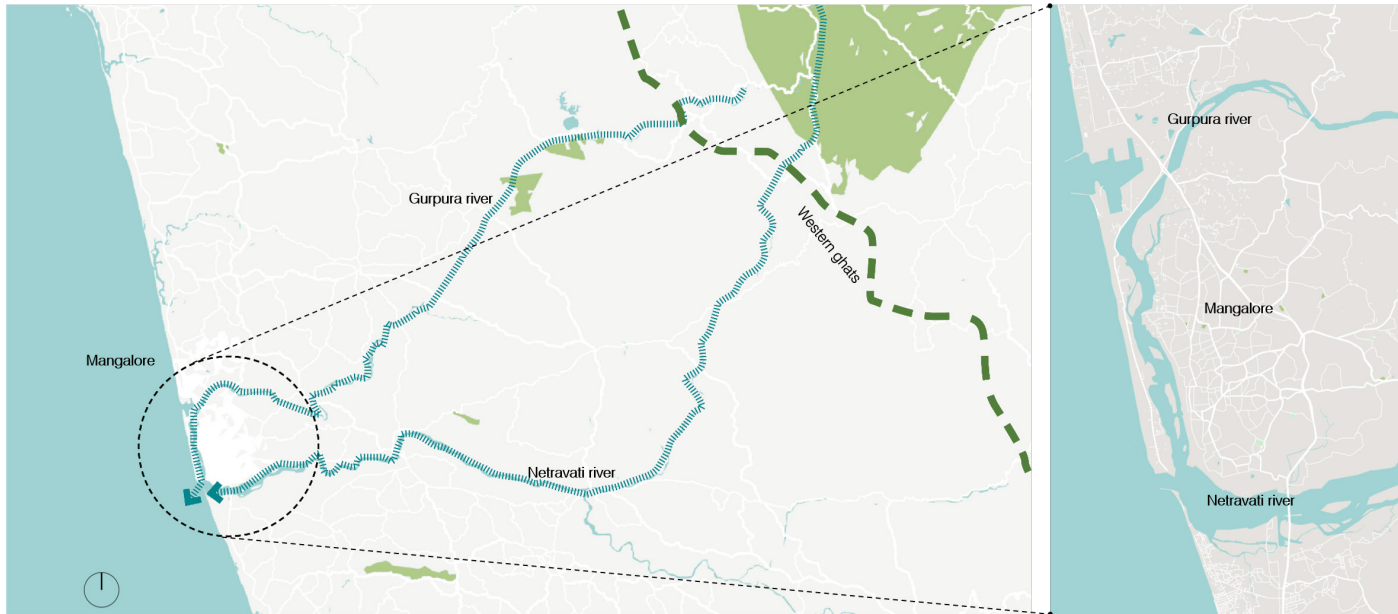 Gurpura river
Western ghats
Mangalore
Netravati river
Gurpura river
Mangalore
Netravati river